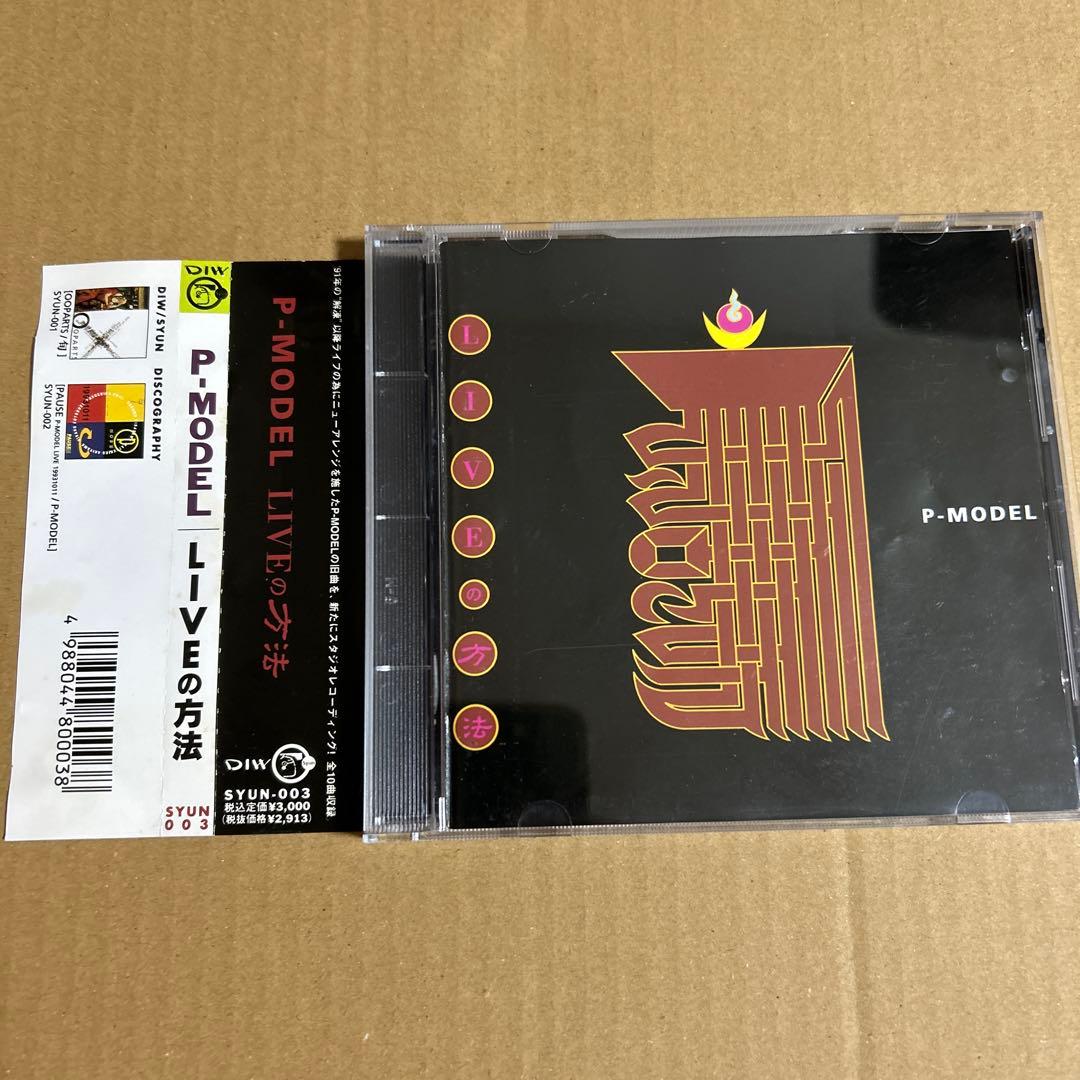 DIW/SYUN DISCOGRAPHY
[OOPARTS/旬]
SYUN-001
[PAUSE P-MODEL LIVE 19931011 / P-MODEL]
SYUN-002
4 988044 800038
DIW
P-MODEL LIVEの方法
SYUN
003
P-MODEL LIVEの方法
'91年の"解凍"以降ライブの為にニューアレンジを施したP-MODELの旧曲を、新たにスタジオレコーディング! 全10曲収録
DIW
SYUN-003
税込定価¥3,000
(税抜価格¥2,913)
LIVEの方法
P-MODEL